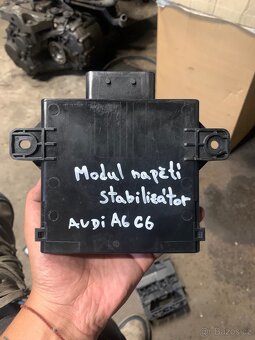 Modul napětí
stabilizátor
AUDI A6 C6